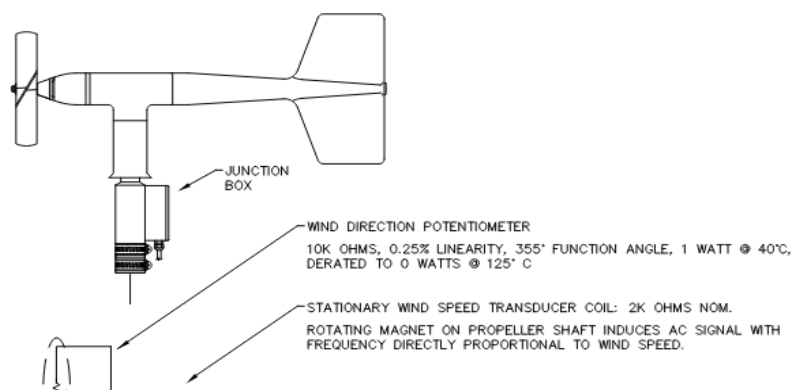 JUNCTION
BOX
WIND DIRECTION POTENTIOMETER
10K OHMS, 0.25% LINEARITY, 355° FUNCTION ANGLE, 1 WATT @ 40°C,
DERATED TO 0 WATTS @ 125° C
STATIONARY WIND SPEED TRANSDUCER COIL: 2K OHMS NOM.
ROTATING MAGNET ON PROPELLER SHAFT INDUCES AC SIGNAL WITH
FREQUENCY DIRECTLY PROPORTIONAL TO WIND SPEED.